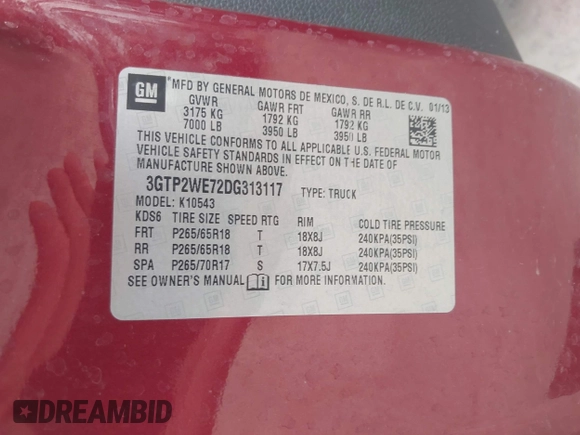 GM
*MFD BY GENERAL MOTORS DE MEXICO, S. DE R.L. DE C.V. 01/13
GVWR GAWR FRT GAWR RR
3175 KG 1792 KG 1792 KG
7000 LB 3950 LB 3950 LB
THIS VEHICLE CONFORMS TO ALL APPLICABLE U.S. FEDERAL MOTOR
VEHICLE SAFETY STANDARDS IN EFFECT ON THE DATE OF
MANUFACTURE SHOWN ABOVE.
3GTP2WE72DG313117 TYPE: TRUCK
MODEL: K10543
KDS6 TIRE SIZE SPEED RTG RIM COLD TIRE PRESSURE
FRT P265/65R18 T 18X8J 240KPA(35PSI)
RR P265/65R18 T 18X8J 240KPA(35PSI)
SPA P265/70R17 S 17X7.5J 240KPA(35PSI)
SEE OWNER'S MANUAL FOR MORE INFORMATION
DREAMBID